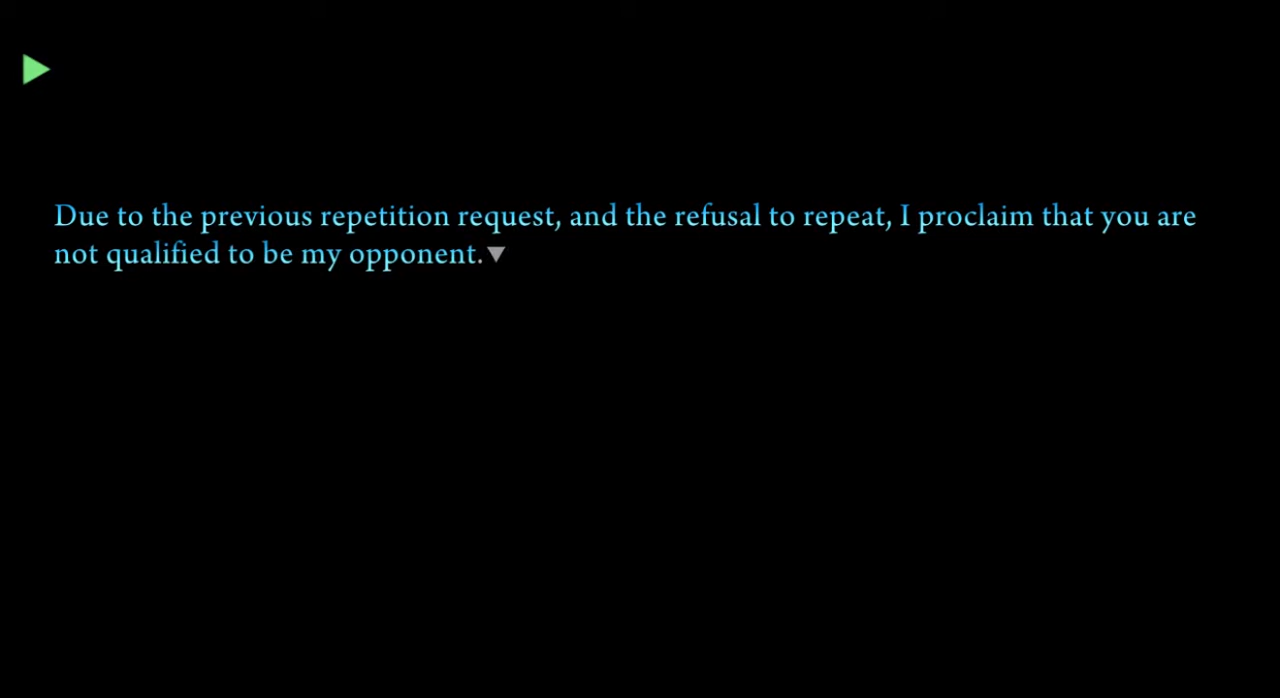 Due to the previous repetition request, and the refusal to repeat, I proclaim that you are
not qualified to be my opponent.